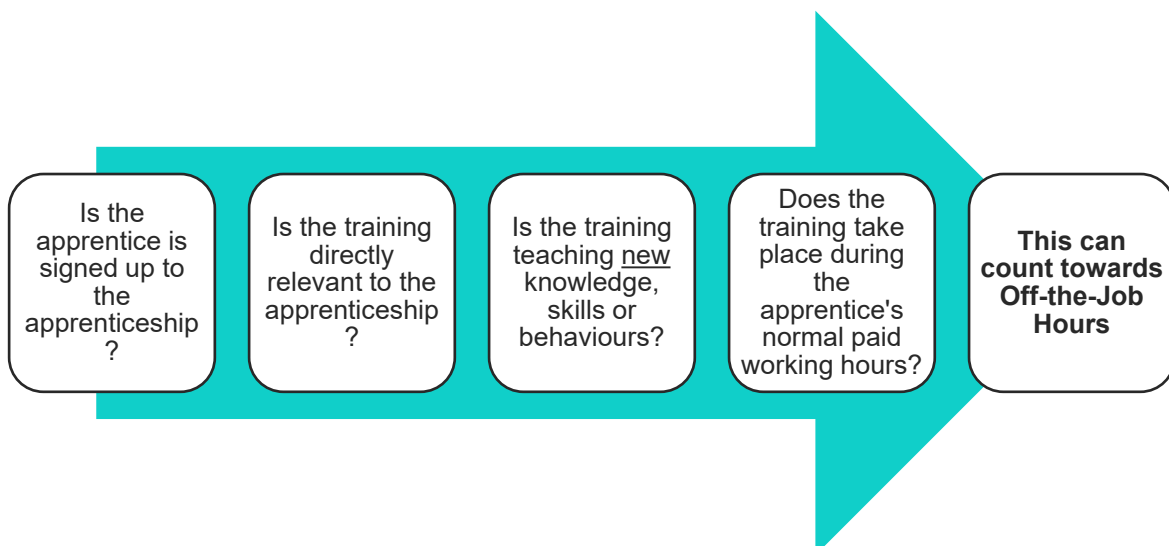 Is the
apprentice is
signed up to
the
apprenticeship
?
Is the training
directly
relevant to the
apprenticeship
?
Is the training
teaching new
knowledge,
skills or
behaviours?
Does the
training take
place during
the
apprentice's
normal paid
working hours?
This can
count towards
Off-the-Job
Hours